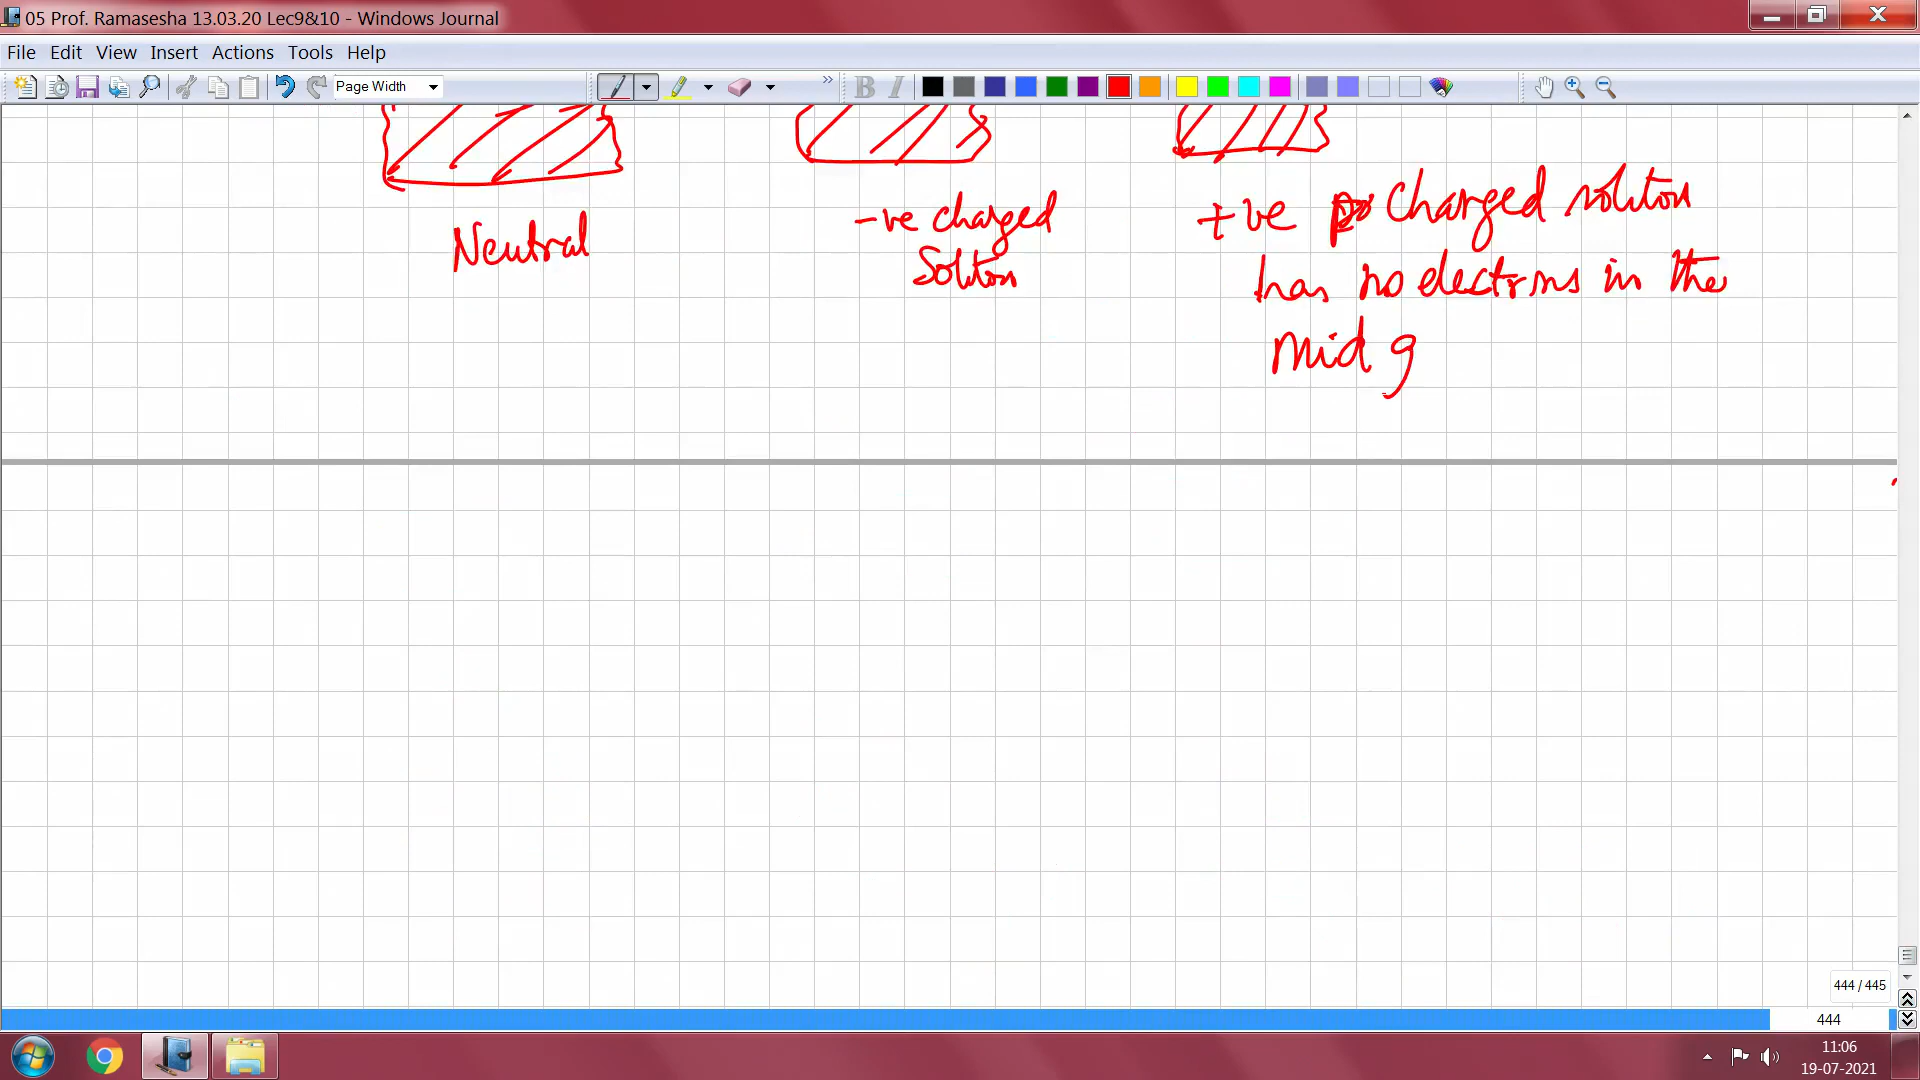 05 Prof. Ramasesha 13.03.20 Lec9&10 - Windows Journal
File Edit View Insert Actions Tools Help
Page Width
B I
Neutral
-ve charged
Soliton
+ve charged soliton
has no electrons in the
mid g
444 / 445
444
11:06
19-07-2021